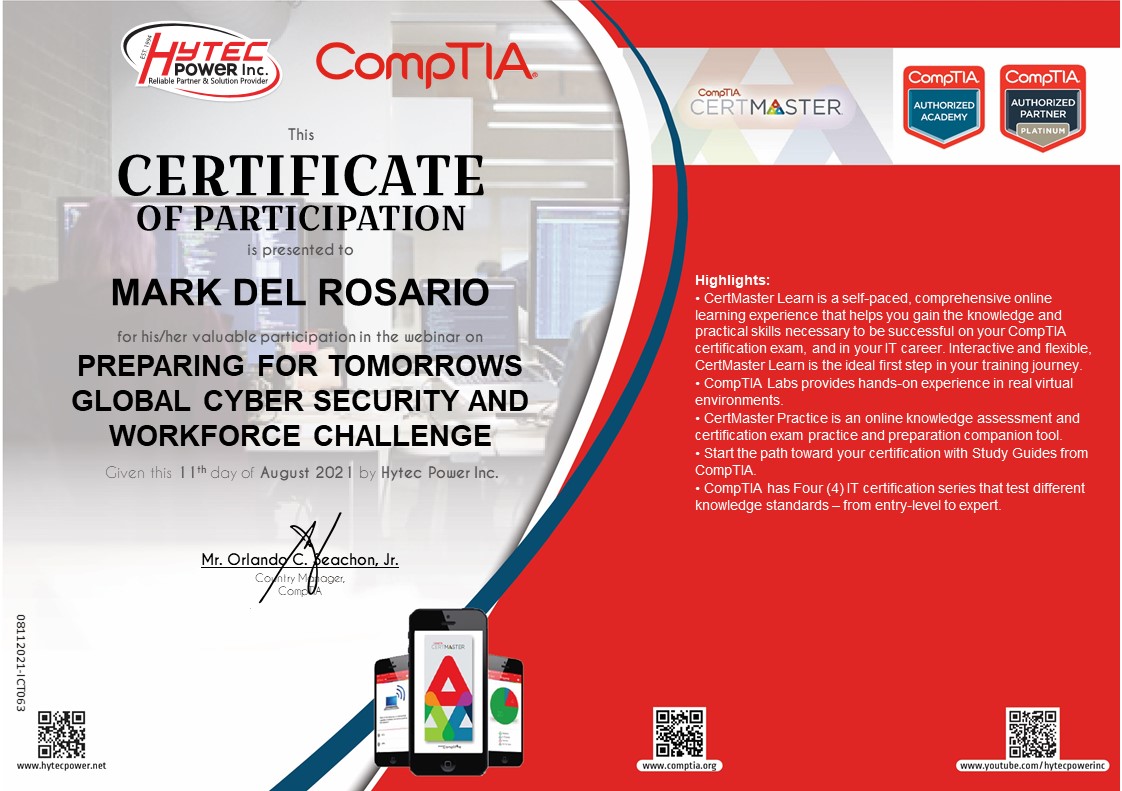 EST. 1994
HYTEC
POWER Inc.
Reliable Partner & Solution Provider
CompTIA
This
CERTIFICATE
OF PARTICIPATION
is presented to
MARK DEL ROSARIO
for his/her valuable participation in the webinar on
PREPARING FOR TOMORROWS
GLOBAL CYBER SECURITY AND
WORKFORCE CHALLENGE
Given this 11th day of August 2021 by Hytec Power Inc.
Mr. Orlando C. Seachon, Jr.
Country Manager,
CompTIA
08112021-ICT063
www.hytecpower.net
CERTMASTER
CompTIA
CERTMASTER
CompTIA
AUTHORIZED
ACADEMY
CompTIA
AUTHORIZED
PARTNER
PLATINUM
Highlights:
• CertMaster Learn is a self-paced, comprehensive online
learning experience that helps you gain the knowledge and
practical skills necessary to be successful on your CompTIA
certification exam, and in your IT career. Interactive and flexible,
CertMaster Learn is the ideal first step in your training journey.
• CompTIA Labs provides hands-on experience in real virtual
environments.
• CertMaster Practice is an online knowledge assessment and
certification exam practice and preparation companion tool.
• Start the path toward your certification with Study Guides from
CompTIA.
• CompTIA has Four (4) IT certification series that test different
knowledge standards – from entry-level to expert.
www.comptia.org
www.youtube.com/hytecpowerinc